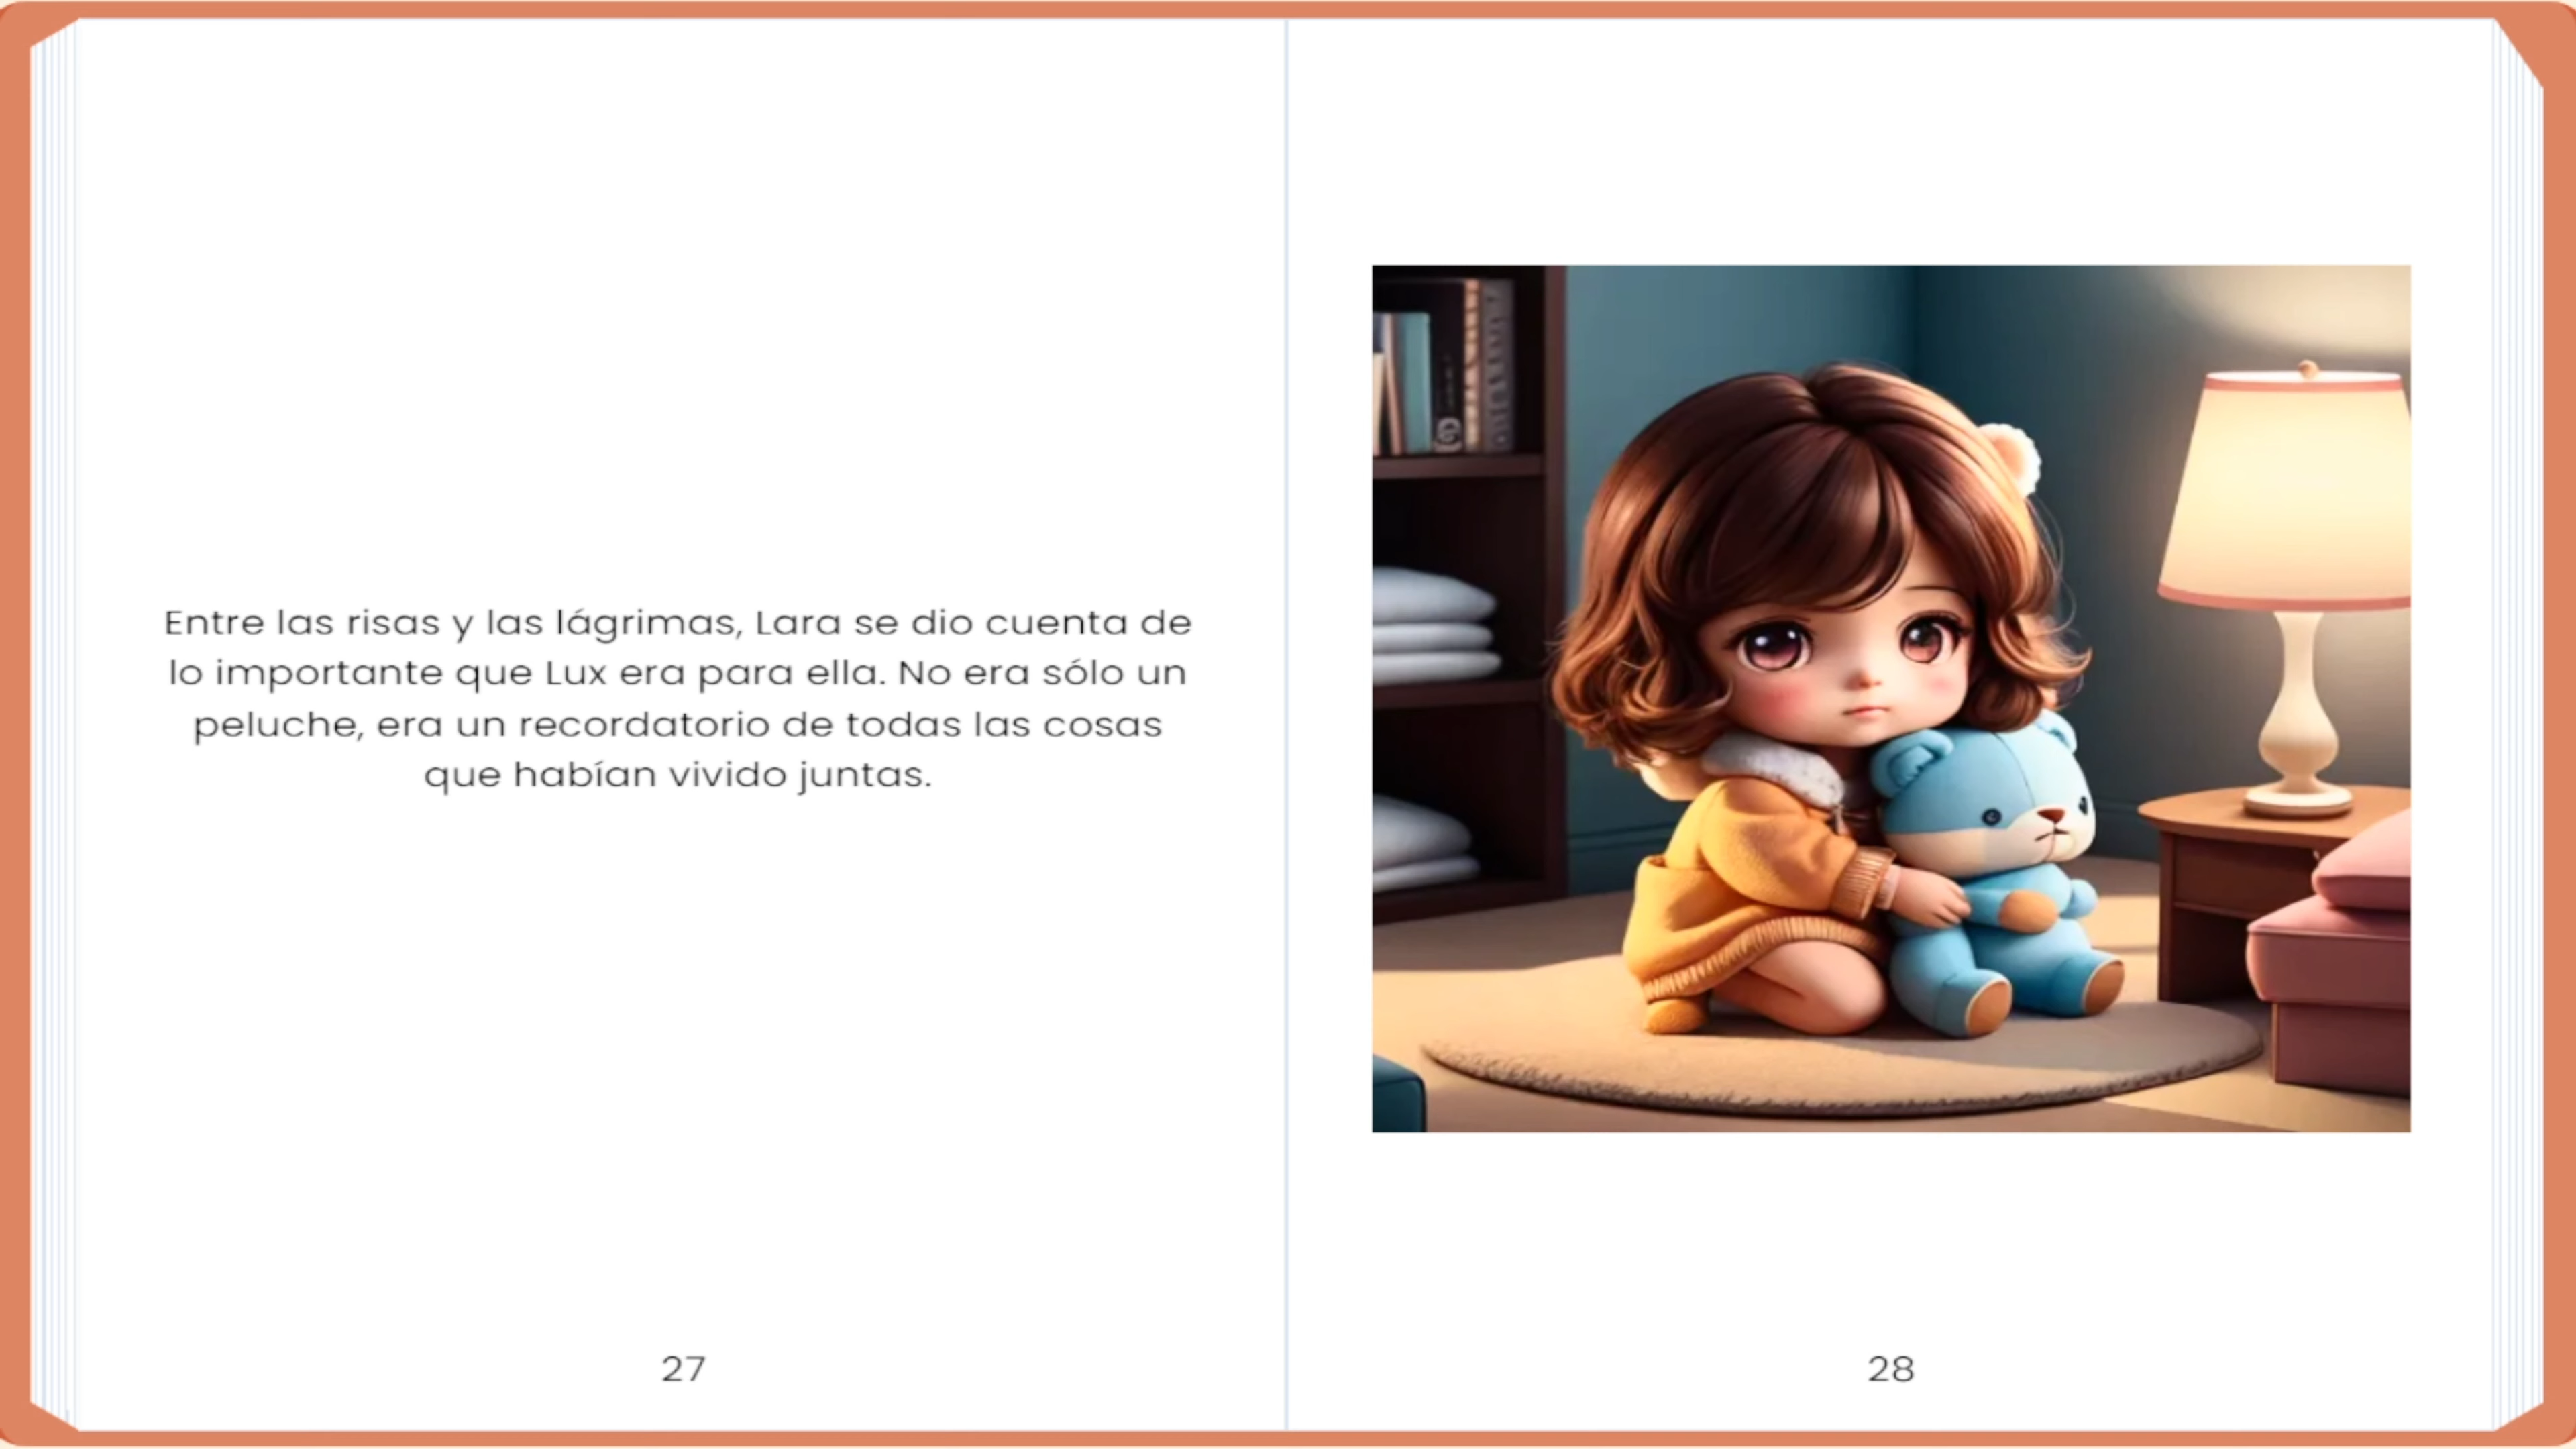 Entre las risas y las lágrimas, Lara se dio cuenta de
lo importante que Lux era para ella. No era sólo un
peluche, era un recordatorio de todas las cosas
que habían vivido juntas.
27
28